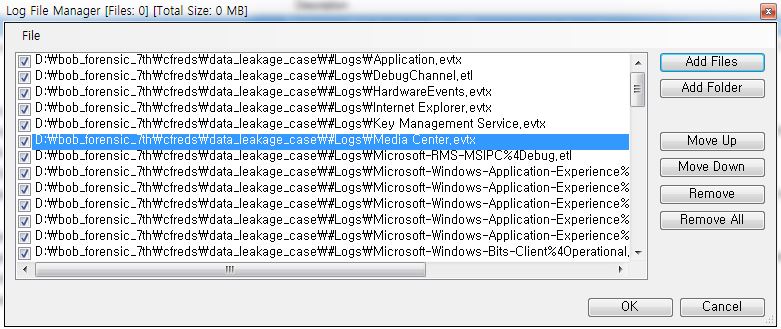 Description
Log File Manager [Files: 0] [Total Size: 0 MB]
File
D:₩bob_forensic_7th₩cfreds₩data_leakage_case₩#Logs₩Application.evtx
D:₩bob_forensic_7th₩cfreds₩data_leakage_case₩#Logs₩DebugChannel.etl
D:₩bob_forensic_7th₩cfreds₩data_leakage_case₩#Logs₩HardwareEvents.evtx
D:₩bob_forensic_7th₩cfreds₩data_leakage_case₩#Logs₩Internet Explorer.evtx
D:₩bob_forensic_7th₩cfreds₩data_leakage_case₩#Logs₩Key Management Service.evtx
D:₩bob_forensic_7th₩cfreds₩data_leakage_case₩#Logs₩Media Center.evtx
D:₩bob_forensic_7th₩cfreds₩data_leakage_case₩#Logs₩Microsoft-RMS-MSIPC%4Debug.etl
D:₩bob_forensic_7th₩cfreds₩data_leakage_case₩#Logs₩Microsoft-Windows-Application-Experience%
D:₩bob_forensic_7th₩cfreds₩data_leakage_case₩#Logs₩Microsoft-Windows-Application-Experience%
D:₩bob_forensic_7th₩cfreds₩data_leakage_case₩#Logs₩Microsoft-Windows-Application-Experience%
D:₩bob_forensic_7th₩cfreds₩data_leakage_case₩#Logs₩Microsoft-Windows-Application-Experience%
D:₩bob_forensic_7th₩cfreds₩data_leakage_case₩#Logs₩Microsoft-Windows-Application-Experience%
D:₩bob_forensic_7th₩cfreds₩data_leakage_case₩#Logs₩Microsoft-Windows-Bits-Client%4Operational.
Add Files
Add Folder
Move Up
Move Down
Remove
Remove All
OK
Cancel